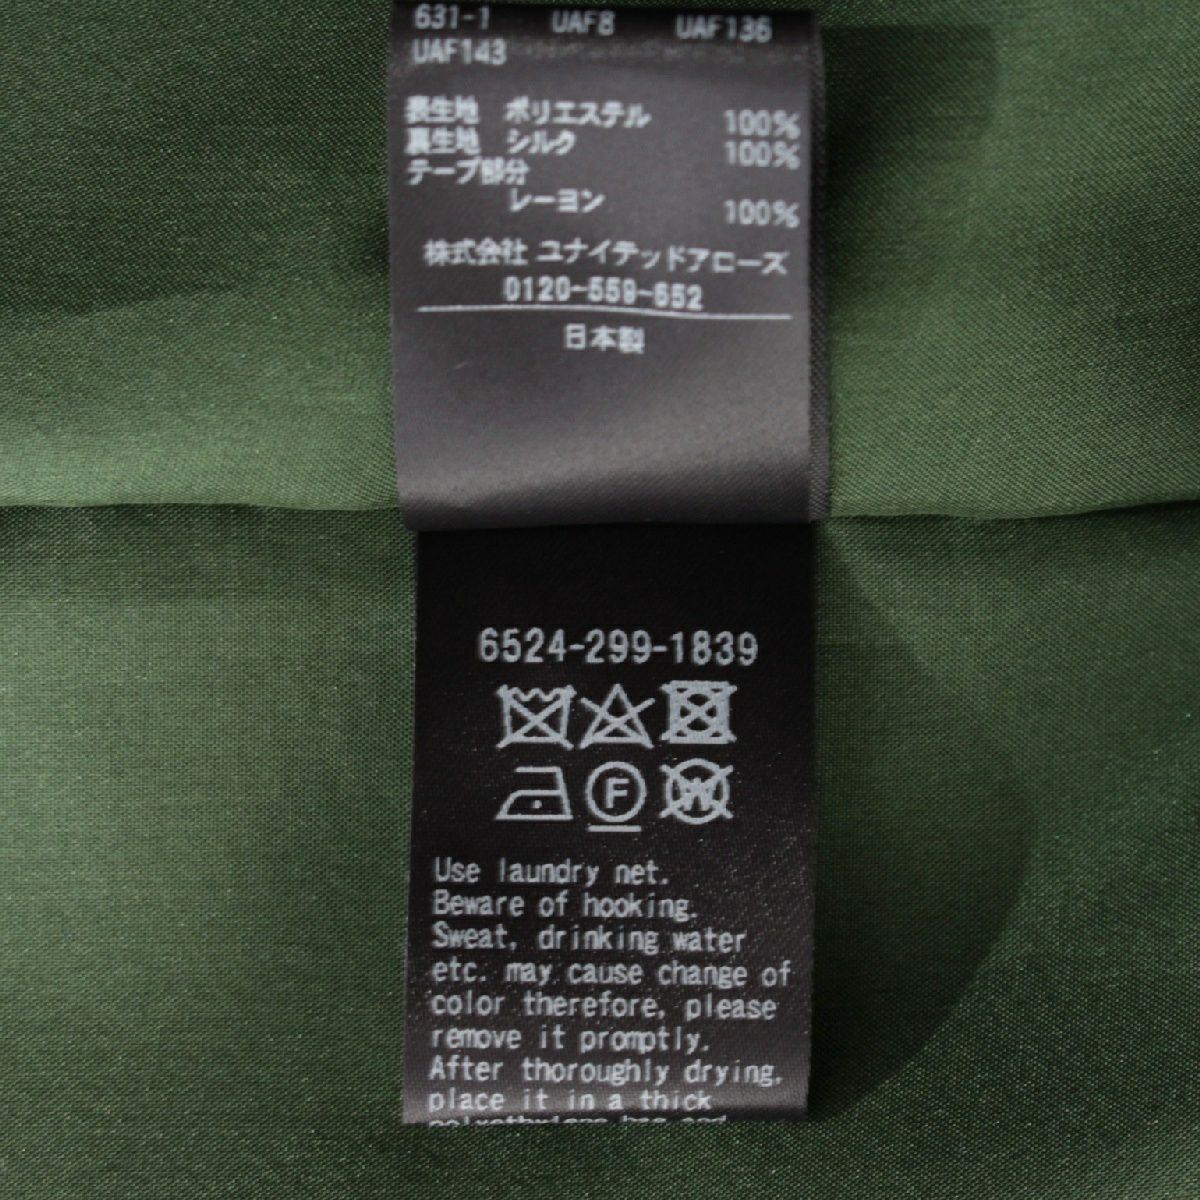 631-1 UAF8 UAF136
UAF143
表生地 ポリエステル 100%
裏生地 シルク 100%
テープ部分
レーヨン 100%
株式会社 ユナイテッドアローズ
0120-559-652
日本製
6524-299-1839
F
W
Use laundry net.
Beware of hooking.
Sweat, drinking water
etc. may cause change of
color therefore, please
remove it promptly.
After thoroughly drying,
place it in a thick